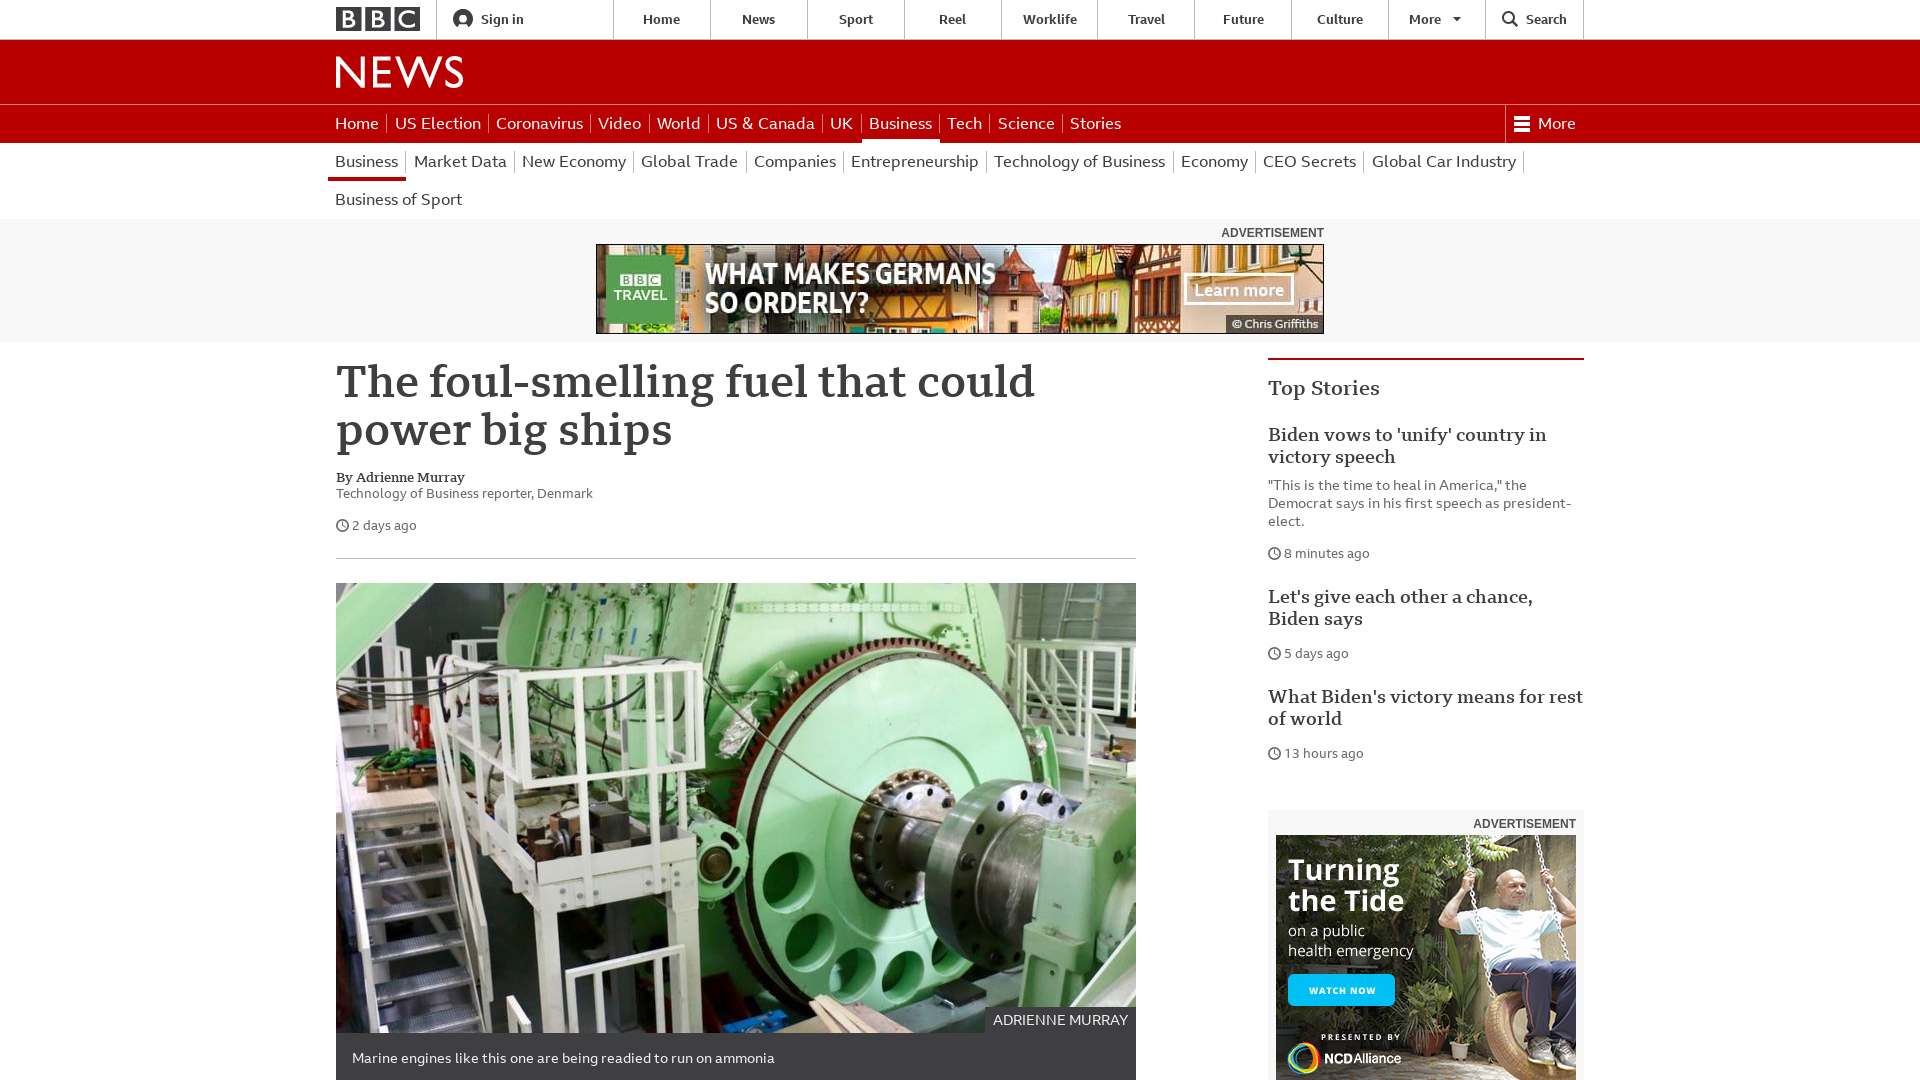 BBC
Sign in
Home
News
Sport
Reel
Worklife
Travel
Future
Culture
More
Search
NEWS
Home
US Election
Coronavirus
Video
World
US & Canada
UK
Business
Tech
Science
Stories
More
Business
Market Data
New Economy
Global Trade
Companies
Entrepreneurship
Technology of Business
Economy
CEO Secrets
Global Car Industry
Business of Sport
ADVERTISEMENT
BBC
TRAVEL
WHAT MAKES GERMANS
SO ORDERLY?
Learn more
© Chris Griffiths
The foul-smelling fuel that could
power big ships
By Adrienne Murray
Technology of Business reporter, Denmark
2 days ago
ADRIENNE MURRAY
Marine engines like this one are being readied to run on ammonia
Top Stories
Biden vows to 'unify' country in
victory speech
"This is the time to heal in America," the
Democrat says in his first speech as president-
elect.
8 minutes ago
Let's give each other a chance,
Biden says
5 days ago
What Biden's victory means for rest
of world
13 hours ago
ADVERTISEMENT
Turning
the Tide
on a public
health emergency
WATCH NOW
PRESENTED BY
NCDAlliance